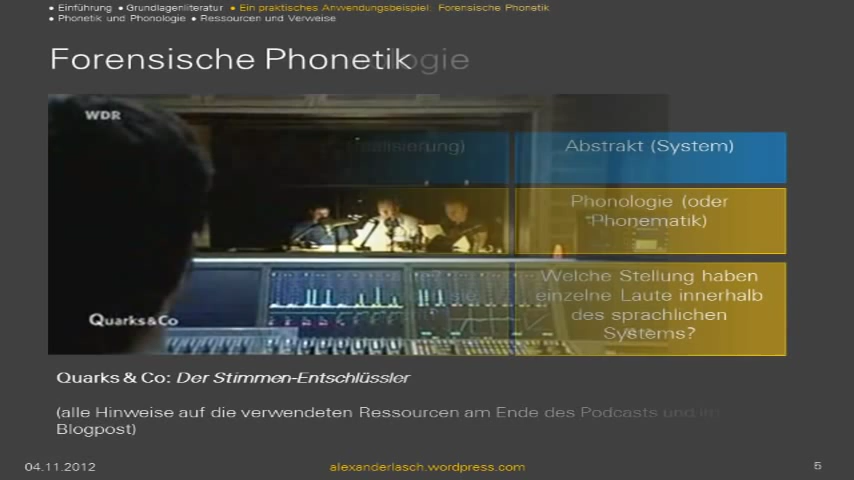 • Einführung • Grundlagenliteratur • Ein praktisches Anwendungsbeispiel: Forensische Phonetik
• Phonetik und Phonologie • Ressourcen und Verweise
Forensische Phonetik
WDR
Abstrakt (System)
Phonologie (oder
Phonematik)
Welche Stellung haben
einzelne Laute innerhalb
des sprachlichen
Systems?
Quarks&Co
Quarks & Co: Der Stimmen-Entschlüssler
(alle Hinweise auf die verwendeten Ressourcen am Ende des Podcasts und im
Blogpost)
04.11.2012
alexanderlasch.wordpress.com
5